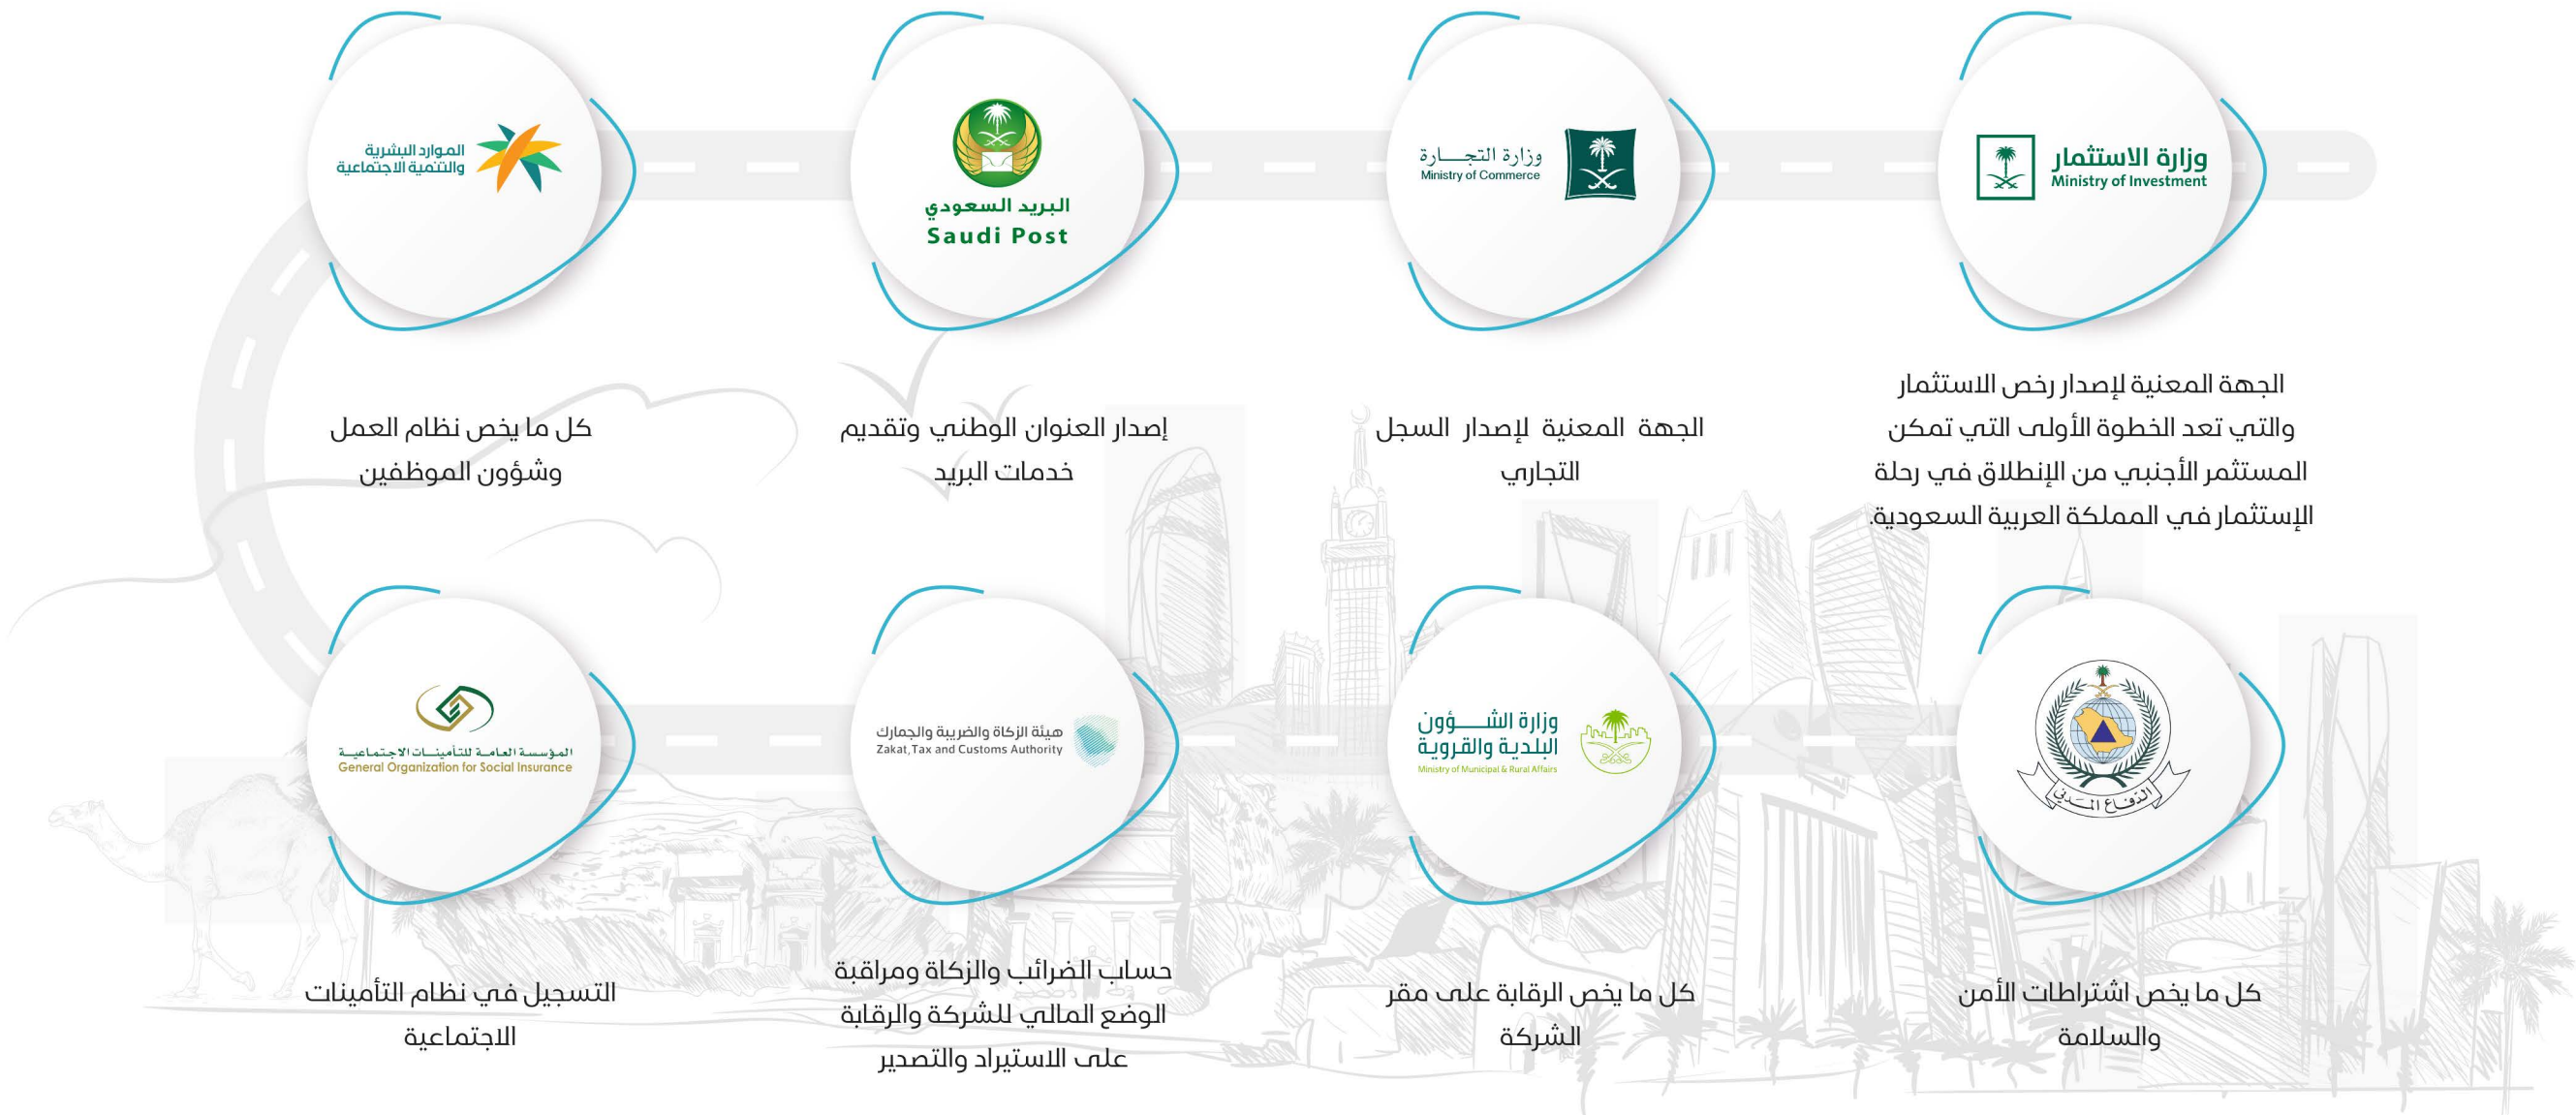 وزارة الاستثمار
Ministry of Investment
الجهة المعنية لإصدار رخص الاستثمار
والتي تعد الخطوة الأولى التي تمكن
المستثمر الأجنبي من الإنطلاق في رحلة
الإستثمار في المملكة العربية السعودية.
وزارة التجـــارة
Ministry of Commerce
الجهة المعنية لإصدار السجل
التجاري
البريد السعودي
Saudi Post
إصدار العنوان الوطني وتقديم
خدمات البريد
الموارد البشرية
والتنمية الاجتماعية
كل ما يخص نظام العمل
وشؤون الموظفين
المؤسسة العامـة للتأمينـــات الاجتماعيـــة
General Organization for Social Insurance
التسجيل في نظام التأمينات
الاجتماعية
هيئة الزكاة والضريبة والجمارك
Zakat, Tax and Customs Authority
حساب الضرائب والزكاة ومراقبة
الوضع المالي للشركة والرقابة
على الاستيراد والتصدير
وزارة الشـــؤون
البلدية والقروية
Ministry of Municipal & Rural Affairs
كل ما يخص الرقابة على مقر
الشركة
الدفاع المدني
كل ما يخص اشتراطات الأمن
والسلامة